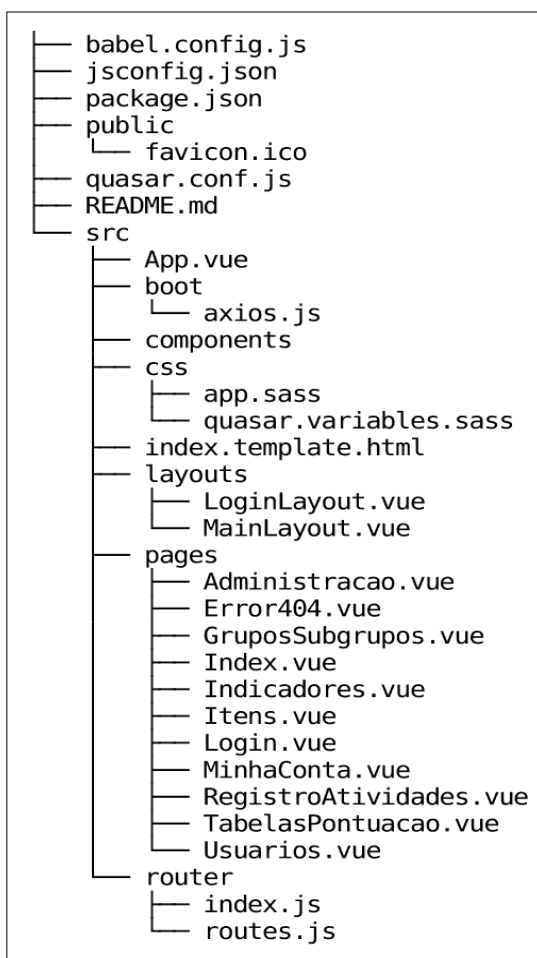 ├── babel.config.js
├── jsconfig.json
├── package.json
├── public
│   └── favicon.ico
├── quasar.conf.js
├── README.md
└── src
    ├── App.vue
    ├── boot
    │   └── axios.js
    ├── components
    ├── css
    │   ├── app.sass
    │   └── quasar.variables.sass
    ├── index.template.html
    ├── layouts
    │   ├── LoginLayout.vue
    │   └── MainLayout.vue
    ├── pages
    │   ├── Administracao.vue
    │   ├── Error404.vue
    │   ├── GruposSubgrupos.vue
    │   ├── Index.vue
    │   ├── Indicadores.vue
    │   ├── Itens.vue
    │   ├── Login.vue
    │   ├── MinhaConta.vue
    │   ├── RegistroAtividades.vue
    │   ├── TabelasPontuacao.vue
    │   └── Usuarios.vue
    └── router
        ├── index.js
        └── routes.js